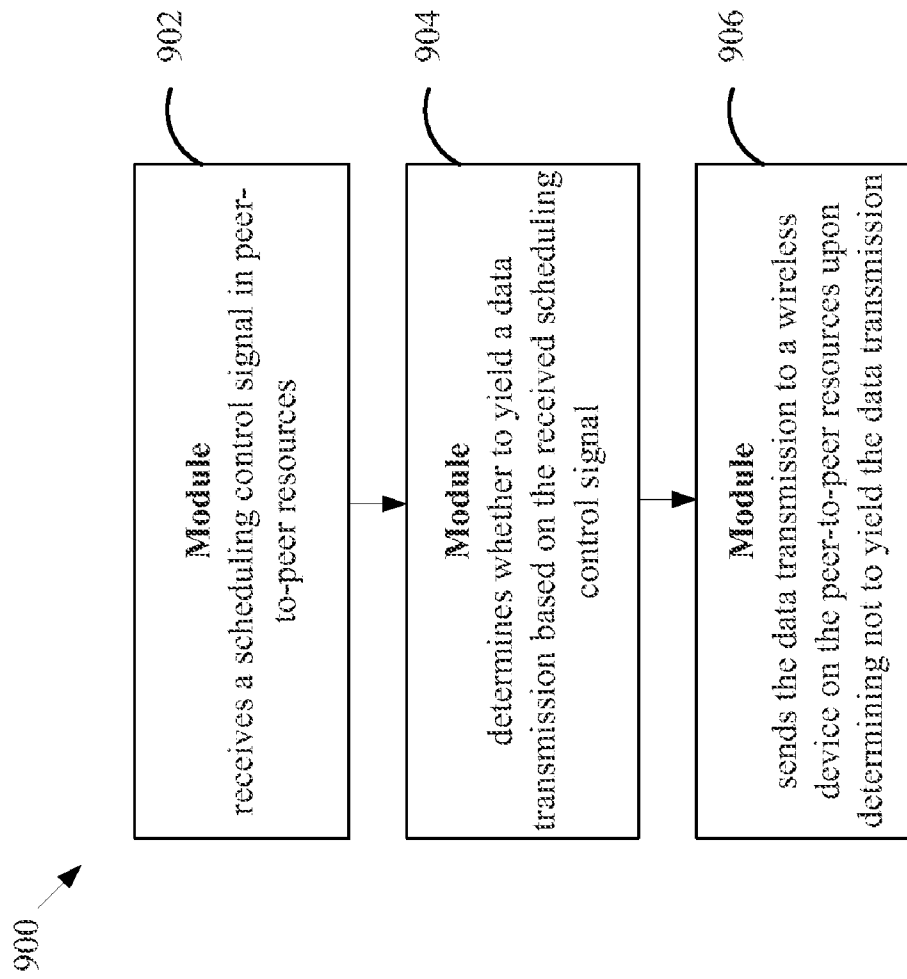 900
902
Module
receives a scheduling control signal in peer-
to-peer resources
904
Module
determines whether to yield a data
transmission based on the received scheduling
control signal
906
Module
sends the data transmission to a wireless
device on the peer-to-peer resources upon
determining not to yield the data transmission